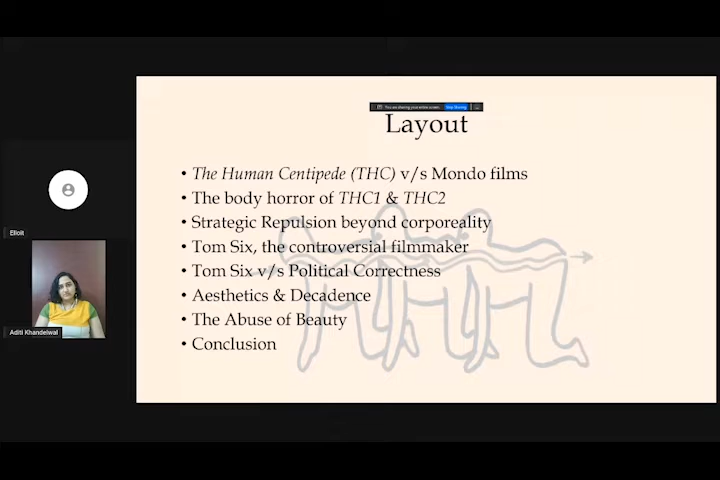 You are sharing your entire screen. Stop Sharing
Layout
• The Human Centipede (THC) v/s Mondo films
• The body horror of THC1 & THC2
• Strategic Repulsion beyond corporeality
• Tom Six, the controversial filmmaker
• Tom Six v/s Political Correctness
• Aesthetics & Decadence
• The Abuse of Beauty
• Conclusion
Elloit
Aditi Khandelwal